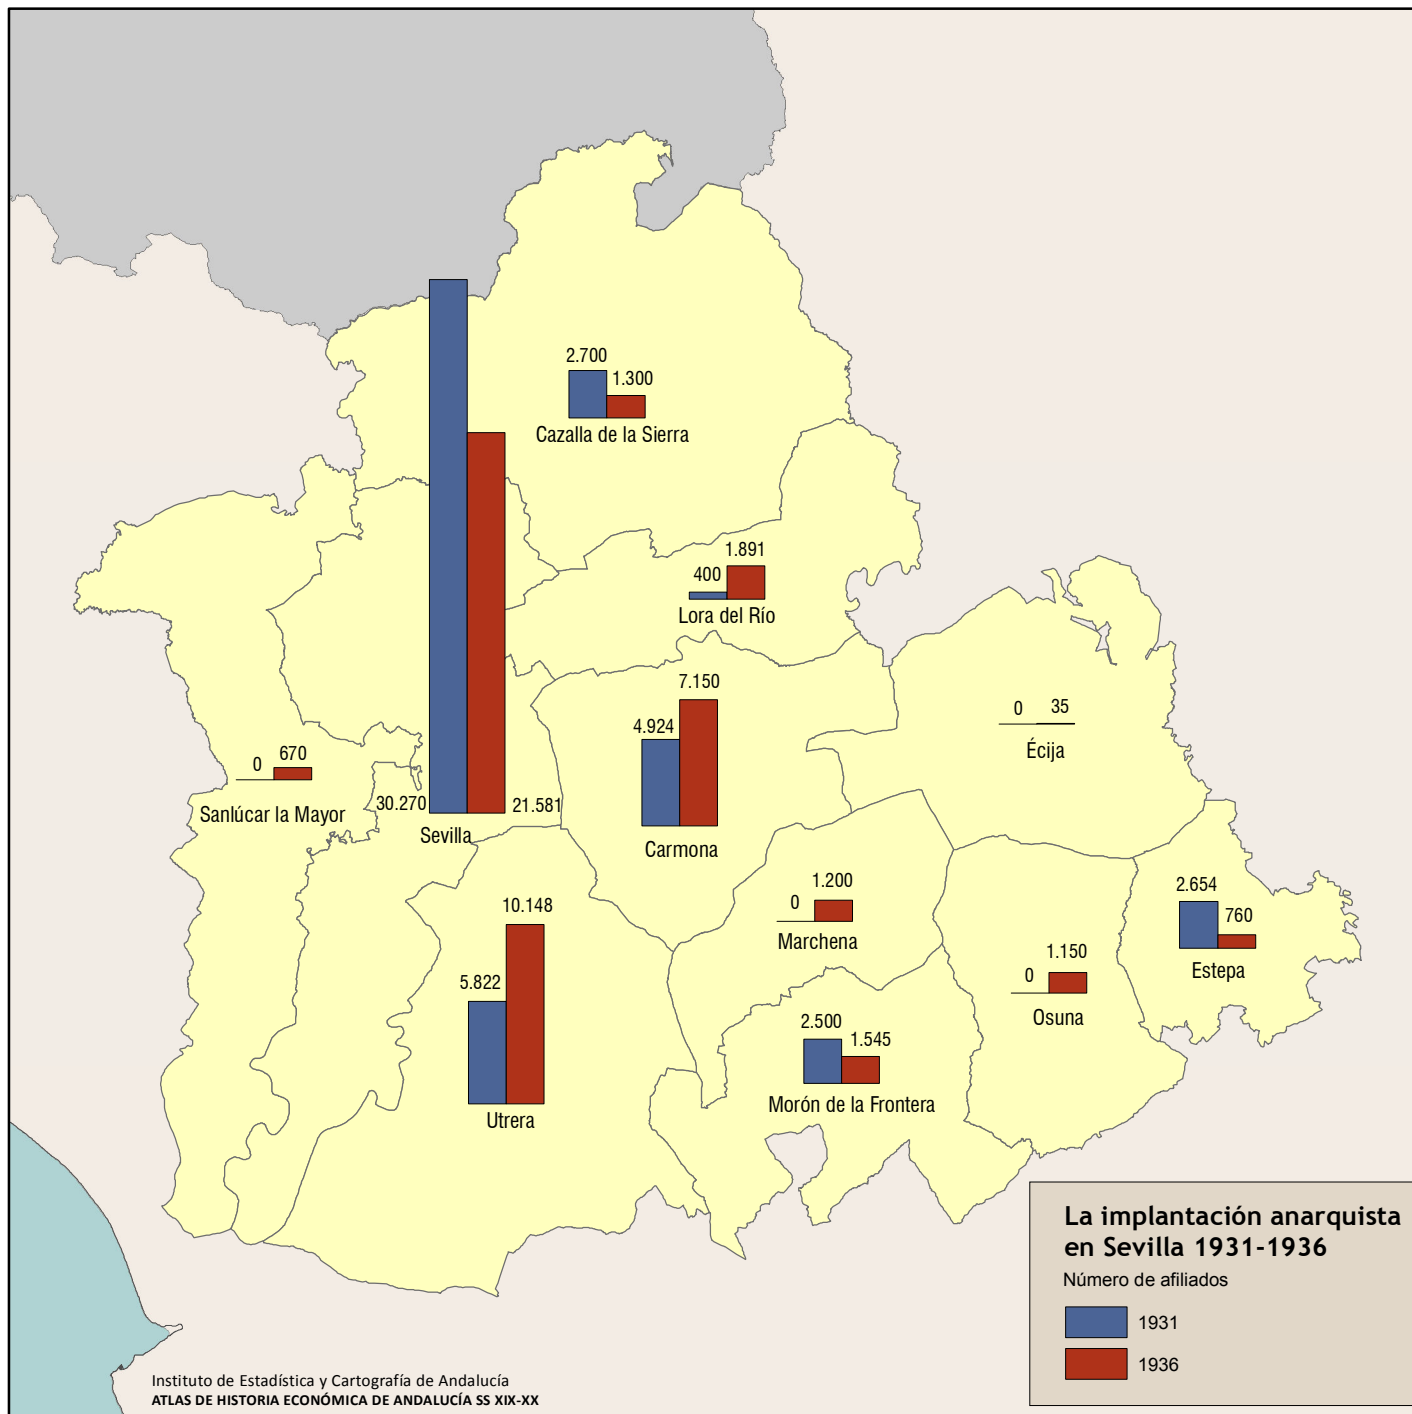 2.700
1.300
Cazalla de la Sierra
1.891
400
Lora del Río
7.150
4.924
Carmona
0 35
Écija
0 670
Sanlúcar la Mayor
30.270
21.581
Sevilla
1.200
0
Marchena
2.654
760
Estepa
10.148
5.822
Utrera
1.150
0
Osuna
2.500
1.545
Morón de la Frontera
La implantación anarquista
en Sevilla 1931-1936
Número de afiliados
1931
1936
Instituto de Estadística y Cartografía de Andalucía
ATLAS DE HISTORIA ECONÓMICA DE ANDALUCÍA SS XIX-XX